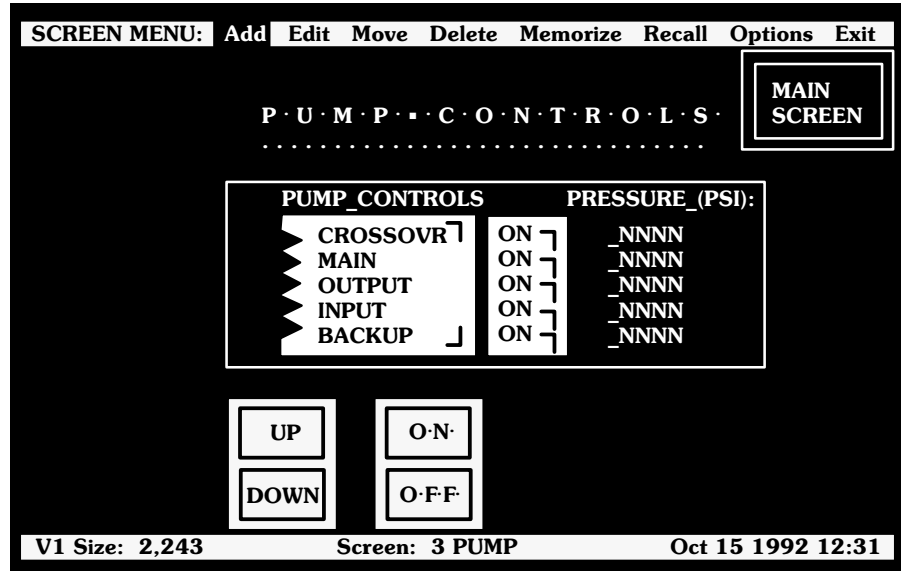 SCREEN MENU: Add Edit Move Delete Memorize Recall Options Exit
MAIN
SCREEN
P·U·M·P·▪·C·O·N·T·R·O·L·S·
PUMP_CONTROLS PRESSURE_(PSI):
CROSSOVR ON _NNNN
MAIN ON _NNNN
OUTPUT ON _NNNN
INPUT ON _NNNN
BACKUP ON _NNNN
UP O·N·
DOWN O·F·F·
V1 Size: 2,243 Screen: 3 PUMP Oct 15 1992 12:31